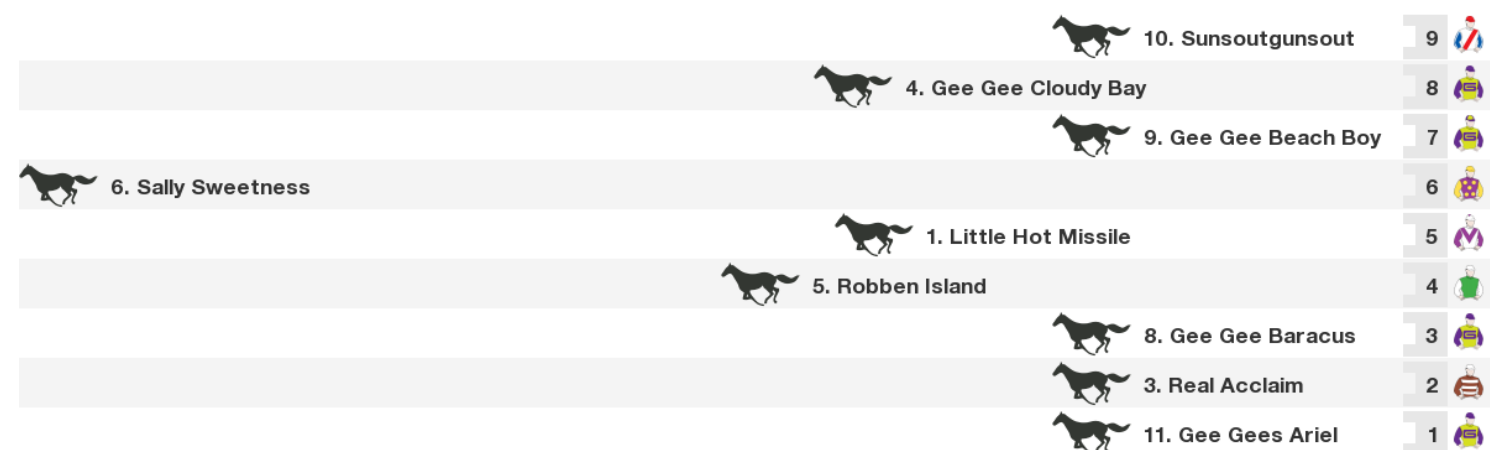 10. Sunsoutgunsout 9
4. Gee Gee Cloudy Bay 8
9. Gee Gee Beach Boy 7
6. Sally Sweetness 6
1. Little Hot Missile 5
5. Robben Island 4
8. Gee Gee Baracus 3
3. Real Acclaim 2
11. Gee Gees Ariel 1